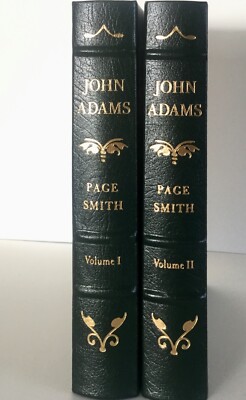 JOHN
ADAMS
PAGE
SMITH
Volume I
JOHN
ADAMS
PAGE
SMITH
Volume II